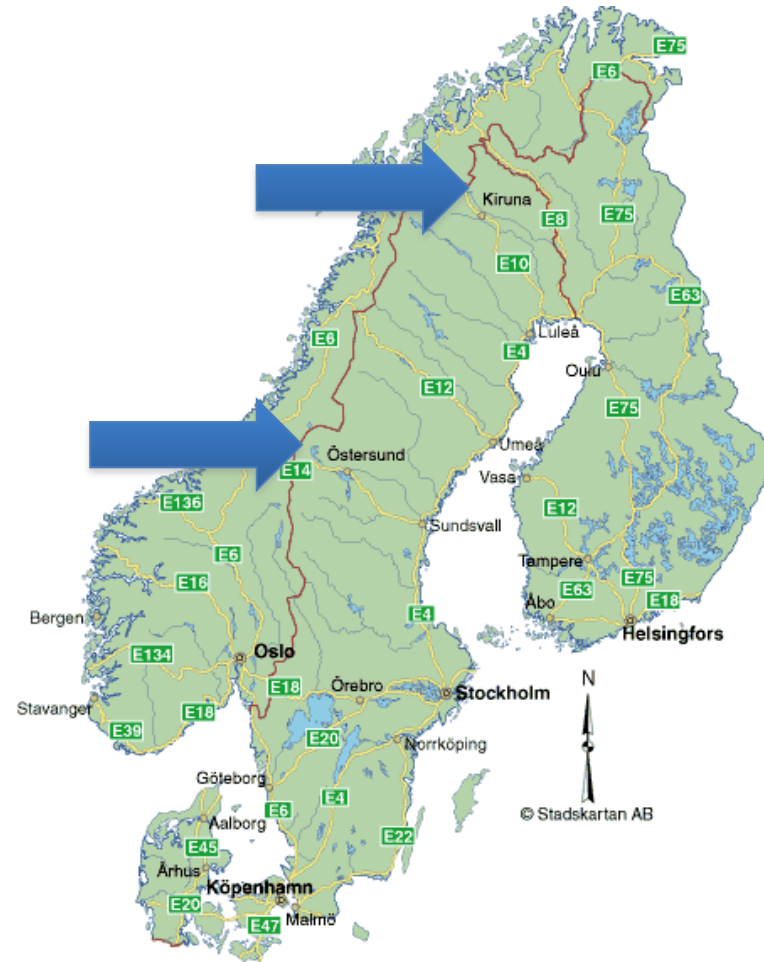 E75
E6
Kiruna
E8
E75
E10
E63
E6
Luleå
E4
Oulu
E12
E75
Umeå
Östersund
E14
Vasa
E136
E12
Sundsvall
E6
Tampere
E16
E75
E63
E18
Åbo
Bergen
E4
Helsingfors
Oslo
E134
N
E18
Örebro
Stockholm
Stavanger
E18
E39
E20
Norrköping
Göteborg
E6
E4
© Stadskartan AB
Aalborg
E22
E45
Århus
Köpenhamn
E20
Malmö
E47